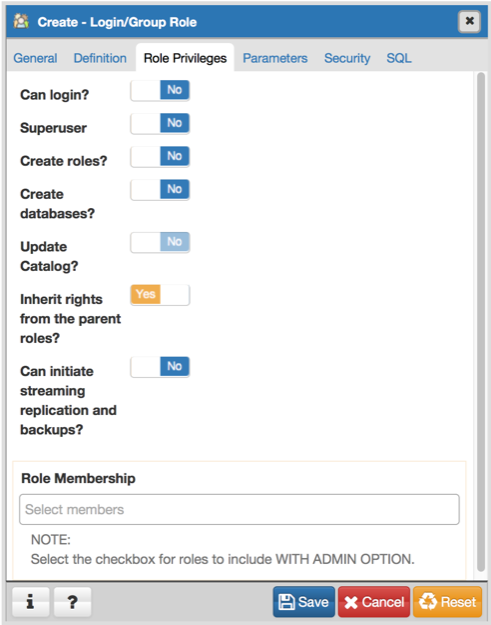 Create - Login/Group Role
General Definition Role Privileges Parameters Security SQL
Can login? No
Superuser No
Create roles? No
Create No
databases?
Update No
Catalog?
Inherit rights Yes
from the parent
roles?
Can initiate No
streaming
replication and
backups?
Role Membership
Select members
NOTE:
Select the checkbox for roles to include WITH ADMIN OPTION.
i ? Save Cancel Reset